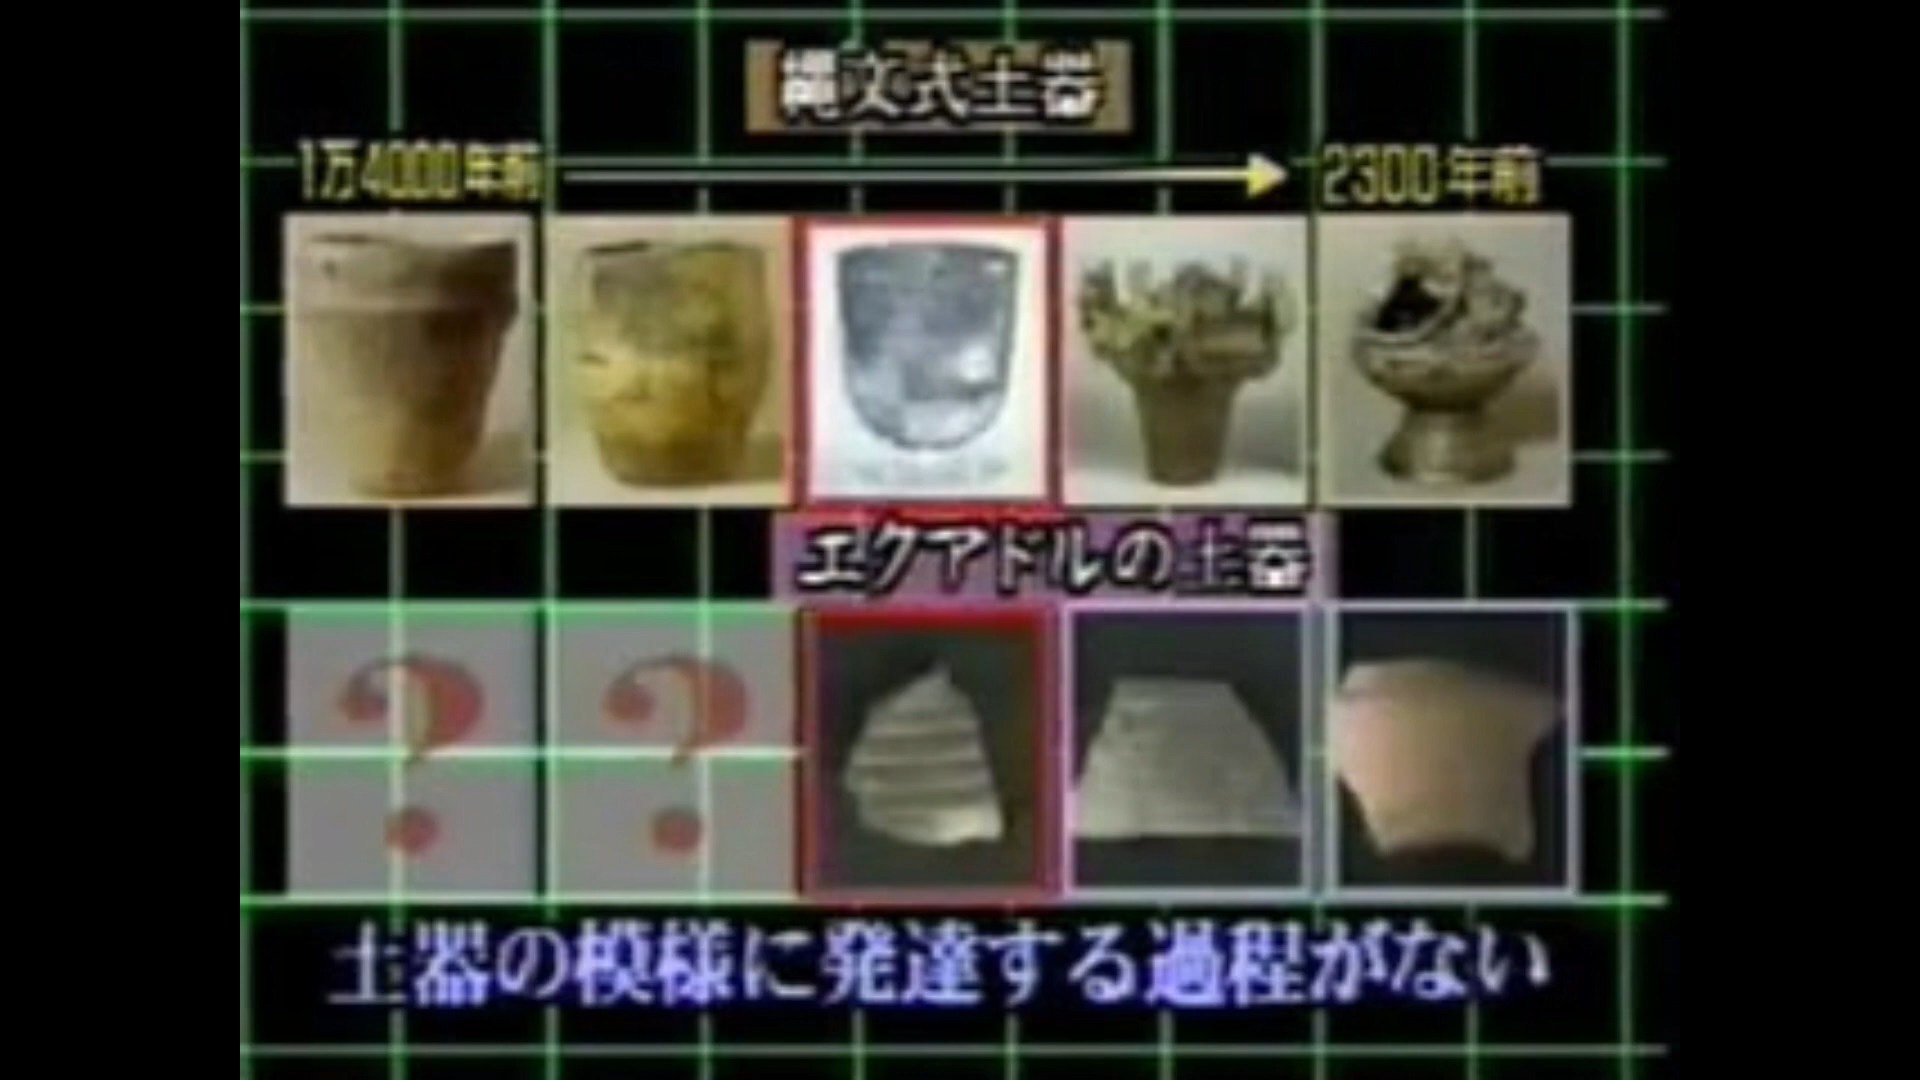 縄文式土器
1万4000年前
2300年前
エクアドルの土器
? ?
土器の模様に発達する過程がない